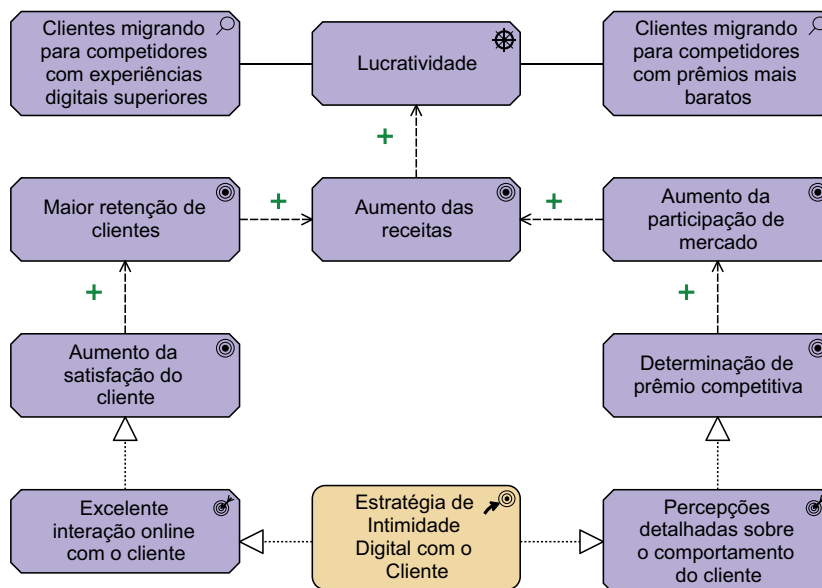 Clientes migrando
para competidores
com experiências
digitais superiores
Lucratividade
Clientes migrando
para competidores
com prêmios mais
baratos
+
Maior retenção de
clientes
+
Aumento das
receitas
+
Aumento da
participação de
mercado
+
+
Aumento da
satisfação do
cliente
Determinação de
prêmio competitiva
Excelente
interação online
com o cliente
Estratégia de
Intimidade
Digital com o
Cliente
Percepções
detalhadas sobre
o comportamento
do cliente